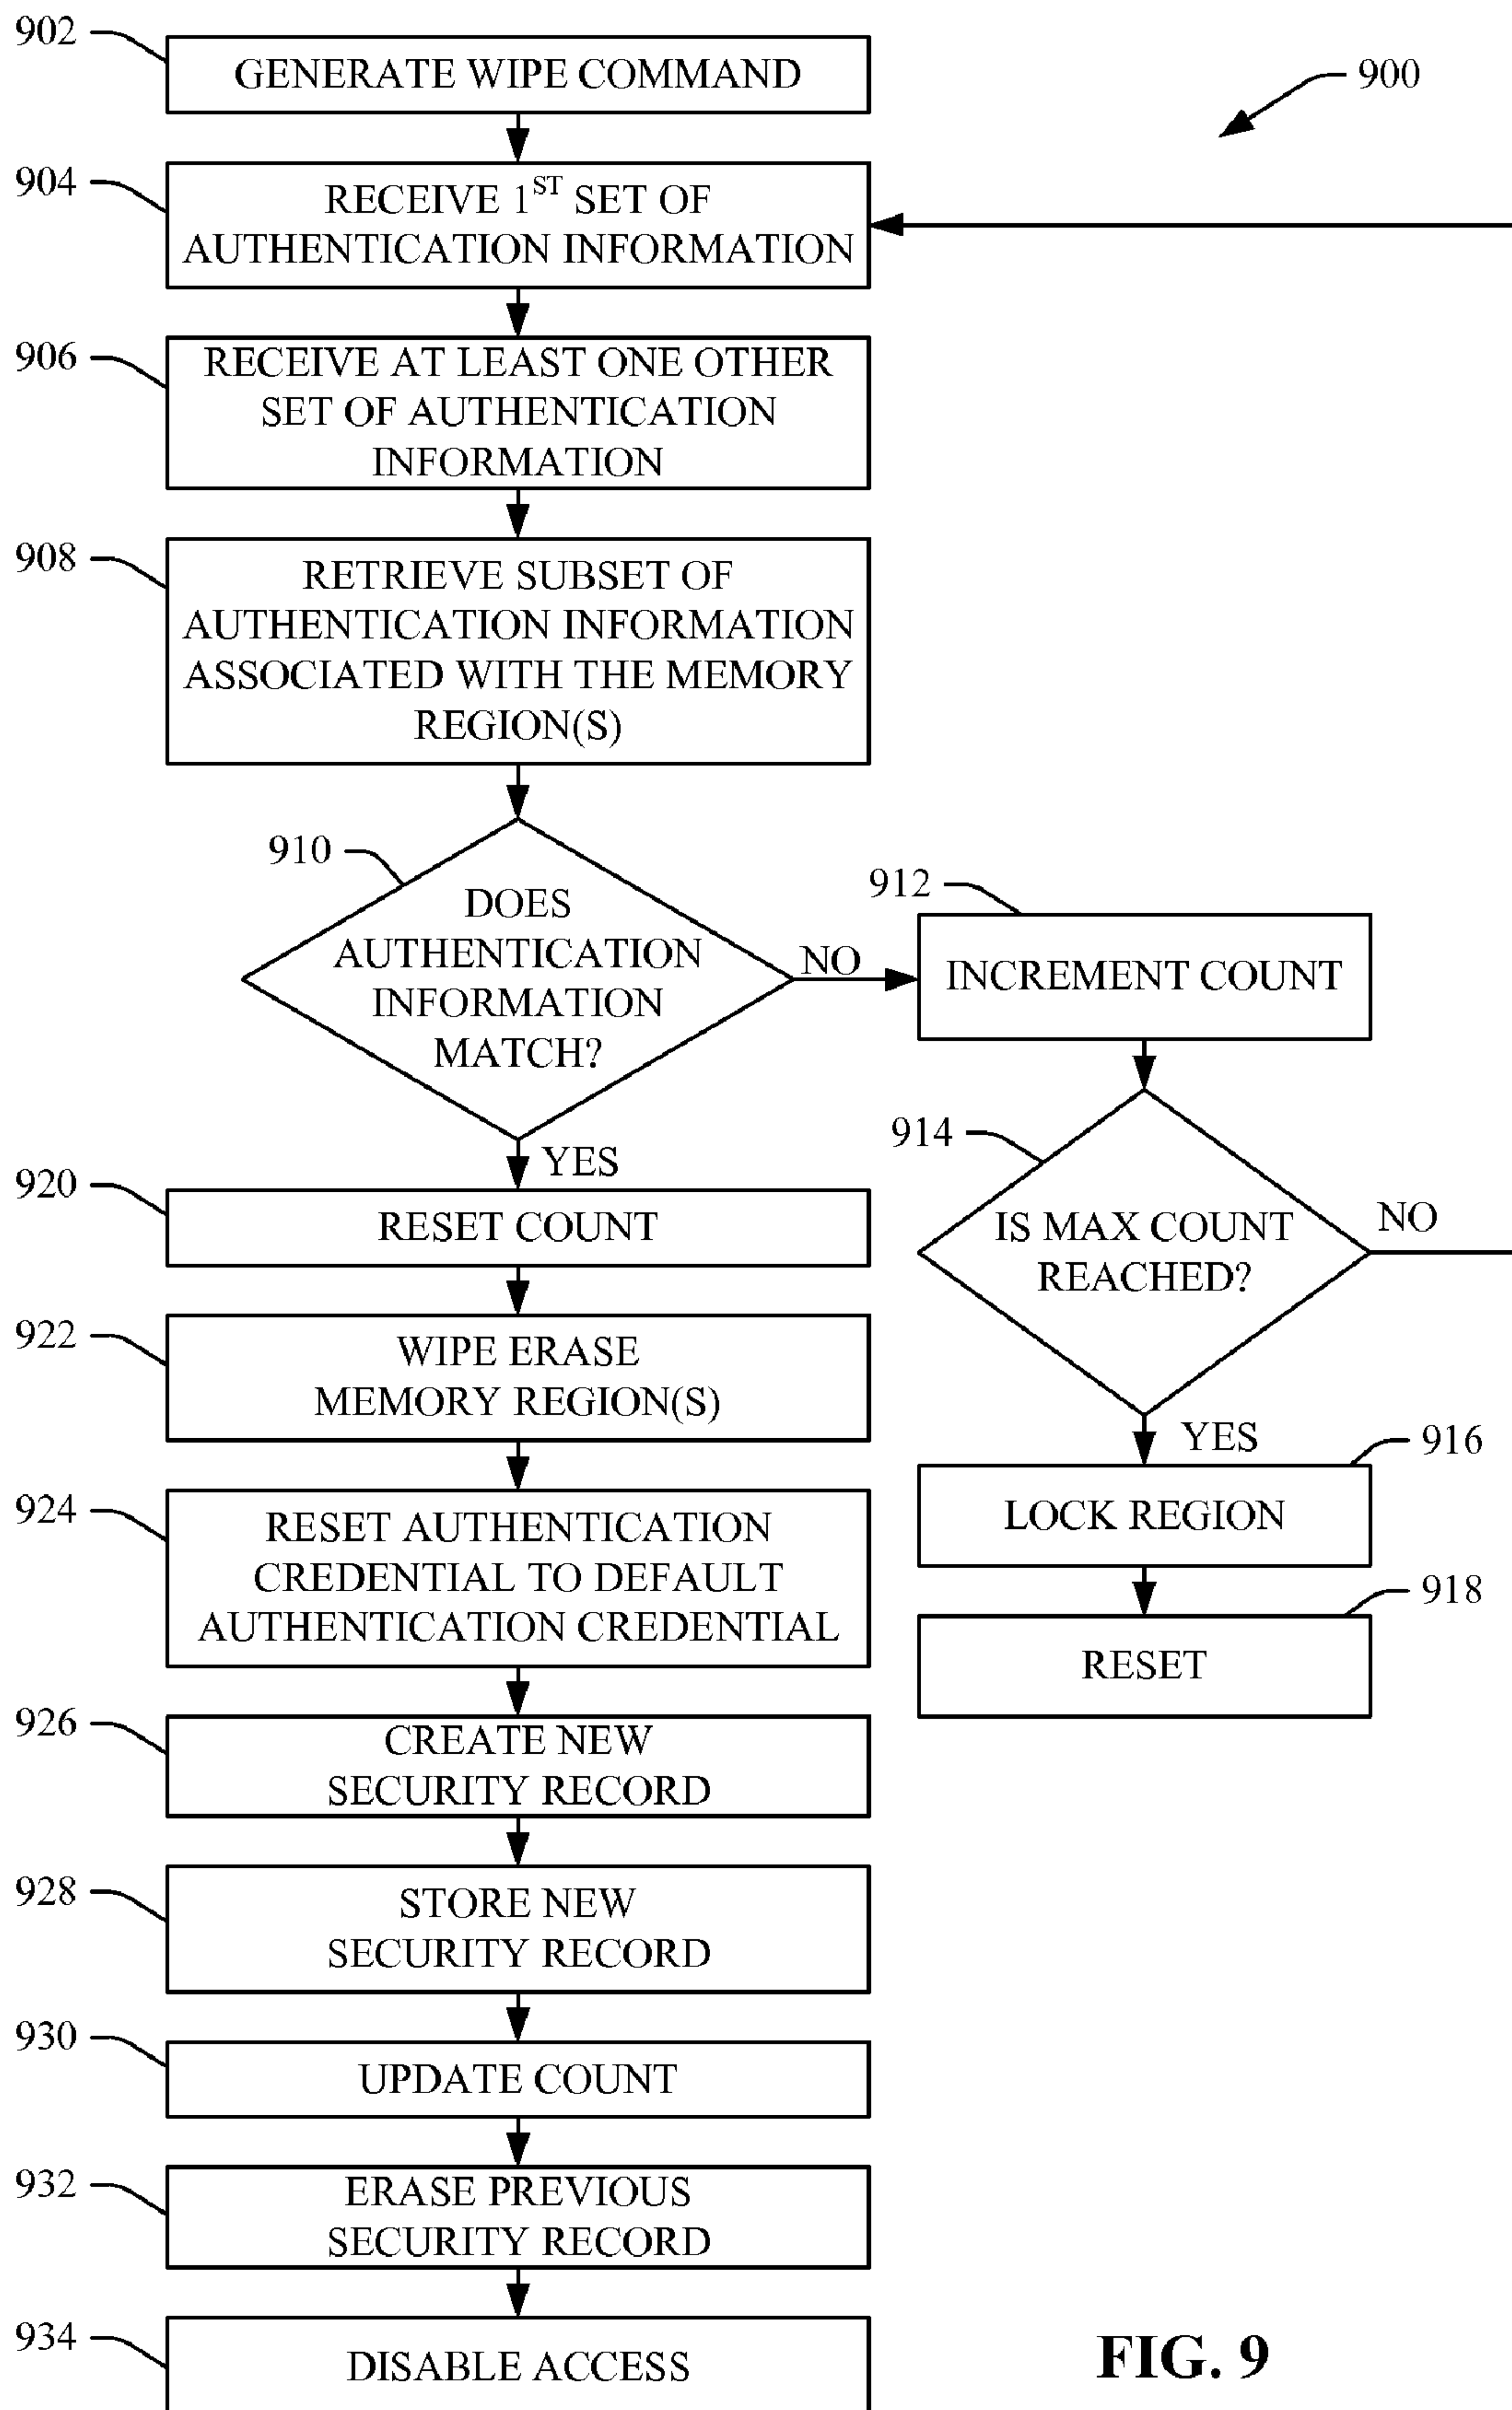 902
GENERATE WIPE COMMAND
900
904
RECEIVE 1ST SET OF
AUTHENTICATION INFORMATION
906
RECEIVE AT LEAST ONE OTHER
SET OF AUTHENTICATION
INFORMATION
908
RETRIEVE SUBSET OF
AUTHENTICATION INFORMATION
ASSOCIATED WITH THE MEMORY
REGION(S)
910
DOES
AUTHENTICATION
INFORMATION
MATCH?
NO
912
INCREMENT COUNT
914
IS MAX COUNT
REACHED?
NO
YES
916
LOCK REGION
918
RESET
YES
920
RESET COUNT
922
WIPE ERASE
MEMORY REGION(S)
924
RESET AUTHENTICATION
CREDENTIAL TO DEFAULT
AUTHENTICATION CREDENTIAL
926
CREATE NEW
SECURITY RECORD
928
STORE NEW
SECURITY RECORD
930
UPDATE COUNT
932
ERASE PREVIOUS
SECURITY RECORD
934
DISABLE ACCESS
FIG. 9